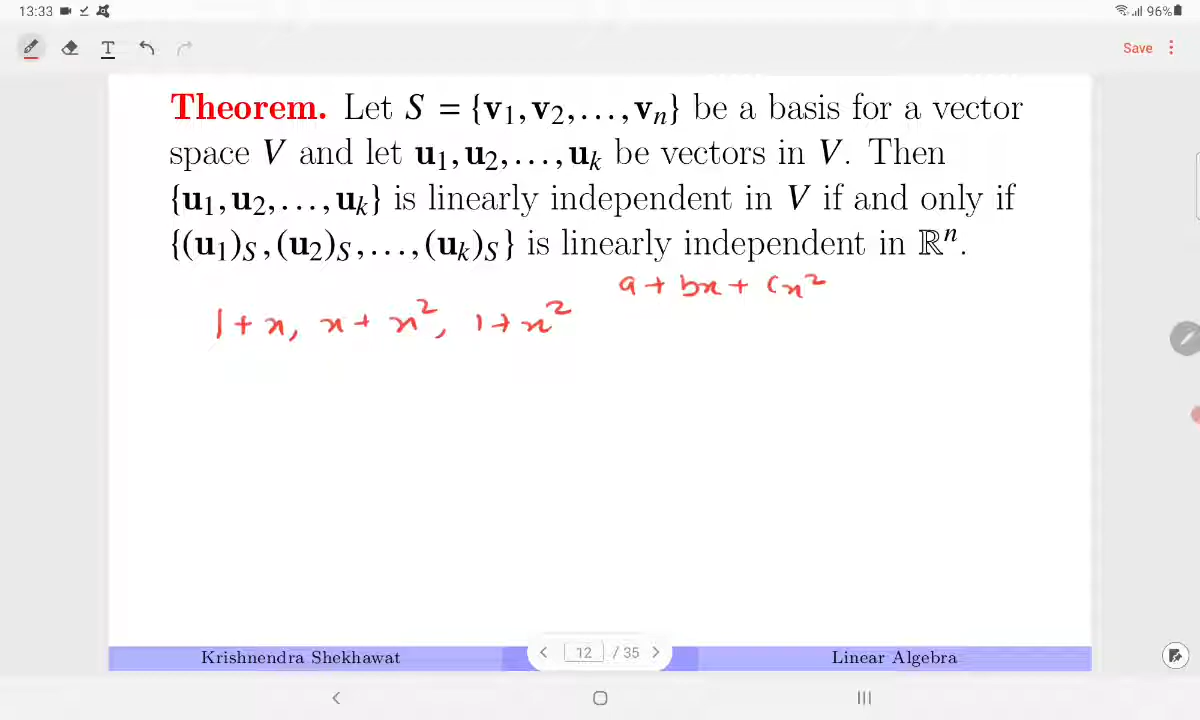 13:33 96%
T Save
Theorem. Let S = {v₁, v₂, …, vₙ} be a basis for a vector
space V and let u₁, u₂, …, uₖ be vectors in V. Then
{u₁, u₂, …, uₖ} is linearly independent in V if and only if
{(u₁)S, (u₂)S, …, (uₖ)S} is linearly independent in ℝⁿ.
a + bx + cx²
1 + x, x + x², 1 + x²
Krishnendra Shekhawat 12 / 35 Linear Algebra